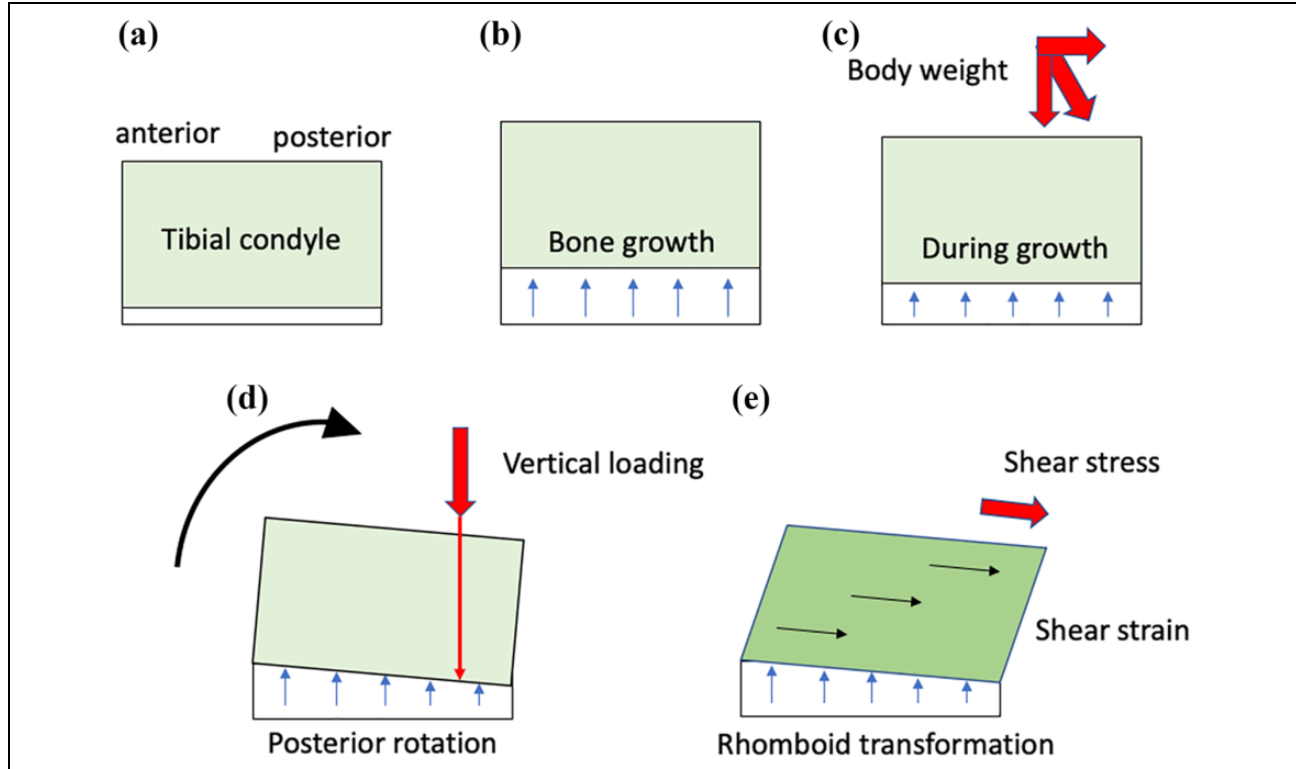 (a)
anterior
posterior
Tibial condyle
(b)
Bone growth
(c)
Body weight
During growth
(d)
Vertical loading
Posterior rotation
(e)
Shear stress
Shear strain
Rhomboid transformation